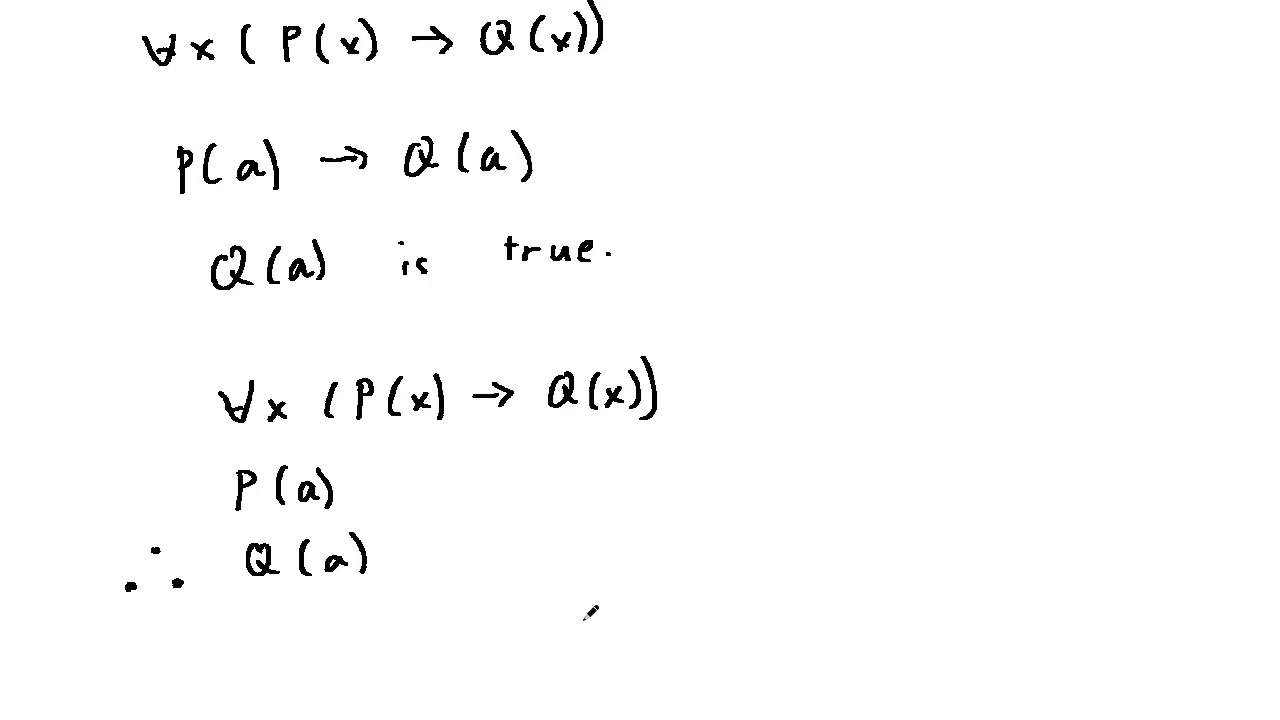 ∀x ( P(x) → Q(x))
P(a) → Q(a)
Q(a) is true.
∀x (P(x) → Q(x))
P(a)
∴ Q(a)